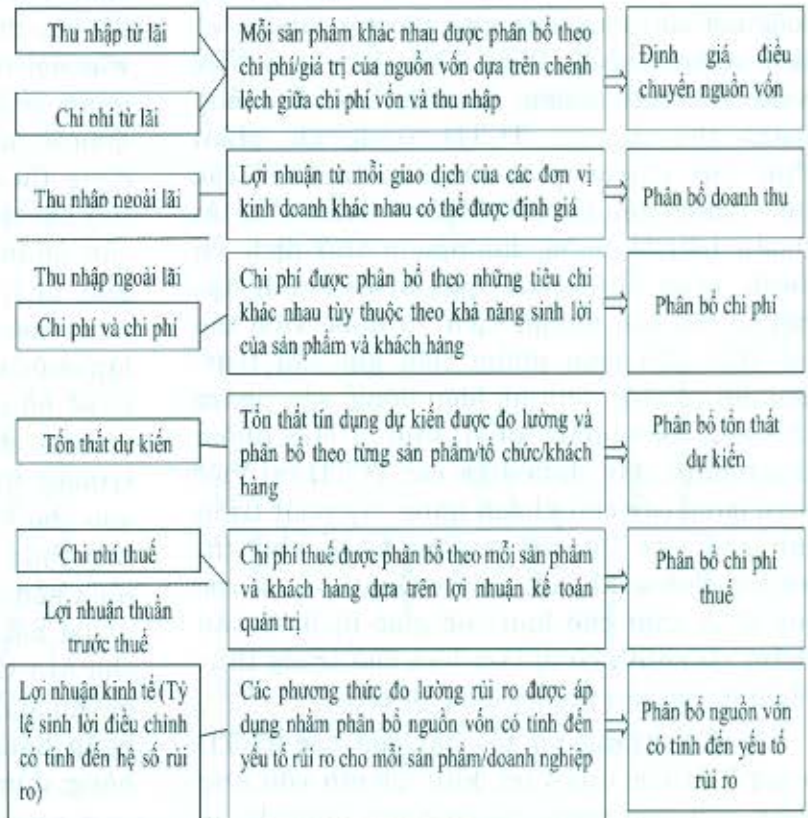 Thu nhập từ lãi
Chi phí từ lãi
Mỗi sản phẩm khác nhau được phân bổ theo
chi phí/giá trị của nguồn vốn dựa trên chênh
lệch giữa chi phí vốn và thu nhập
Định giá điều
chuyển nguồn vốn
Thu nhập ngoài lãi
Lợi nhuận từ mỗi giao dịch của các đơn vị
kinh doanh khác nhau có thể được định giá
Phân bổ doanh thu
Thu nhập ngoài lãi
Chi phí và chi phí
Chi phí được phân bổ theo những tiêu chí
khác nhau tùy thuộc theo khả năng sinh lời
của sản phẩm và khách hàng
Phân bổ chi phí
Tổn thất dự kiến
Tổn thất tín dụng dự kiến được đo lường và
phân bổ theo từng sản phẩm/tổ chức/khách
hàng
Phân bổ tổn thất
dự kiến
Chi phí thuế
Lợi nhuận thuần
trước thuế
Chi phí thuế được phân bổ theo mỗi sản phẩm
và khách hàng dựa trên lợi nhuận kế toán
quản trị
Phân bổ chi phí
thuế
Lợi nhuận kinh tế (Tỷ
lệ sinh lời điều chỉnh
có tính đến hệ số rủi
ro)
Các phương thức đo lường rủi ro được áp
dụng nhằm phân bổ nguồn vốn có tính đến
yếu tố rủi ro cho mỗi sản phẩm/doanh nghiệp
Phân bổ nguồn vốn
có tính đến yếu tố
rủi ro